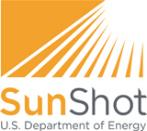 SunShot
U.S. Department of Energy